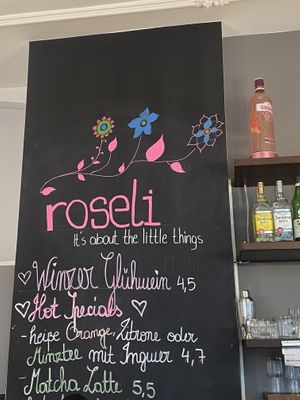 roseli
It's about the little things
Winzer Glühwein 4,5
Hot Specials
- heiße Orange, Zitrone oder
Minztee mit Ingwer 4,7
- Matcha Latte 5,5